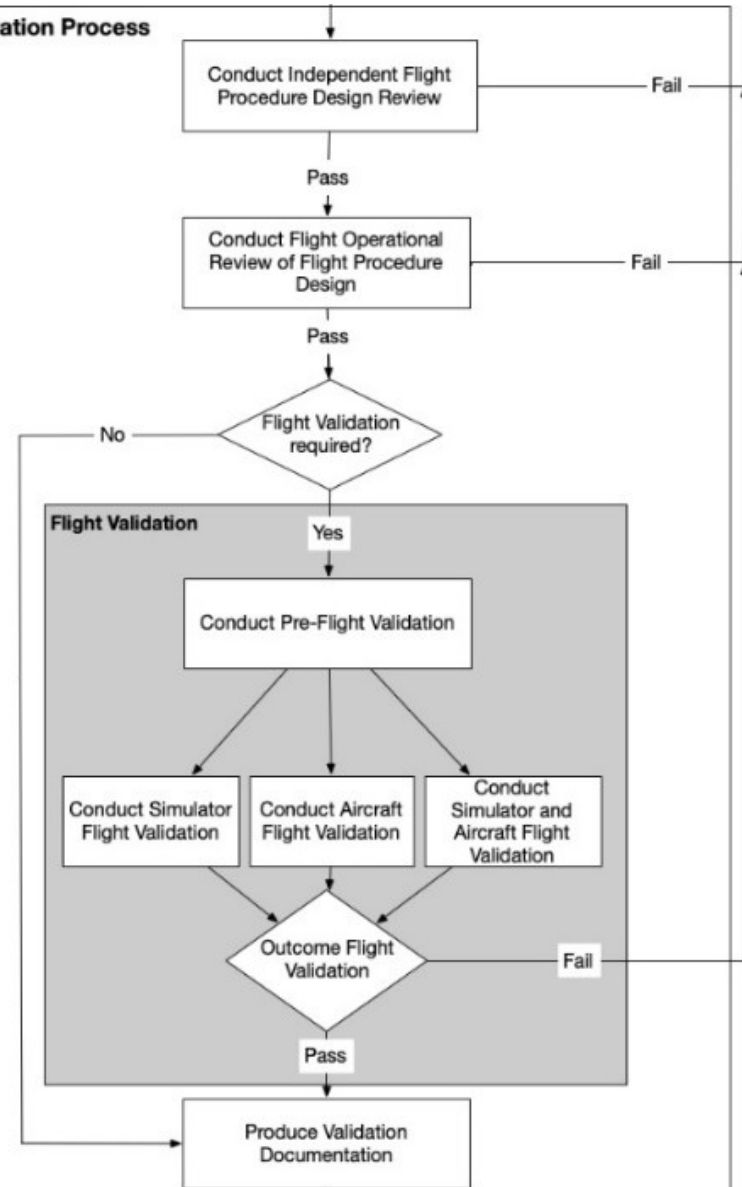 ation Process
Conduct Independent Flight
Procedure Design Review
Fail
Pass
Conduct Flight Operational
Review of Flight Procedure
Design
Fail
Pass
Flight Validation
required?
No
Flight Validation
Yes
Conduct Pre-Flight Validation
Conduct Simulator
Flight Validation
Conduct Aircraft
Flight Validation
Conduct
Simulator and
Aircraft Flight
Validation
Outcome Flight
Validation
Fail
Pass
Produce Validation
Documentation